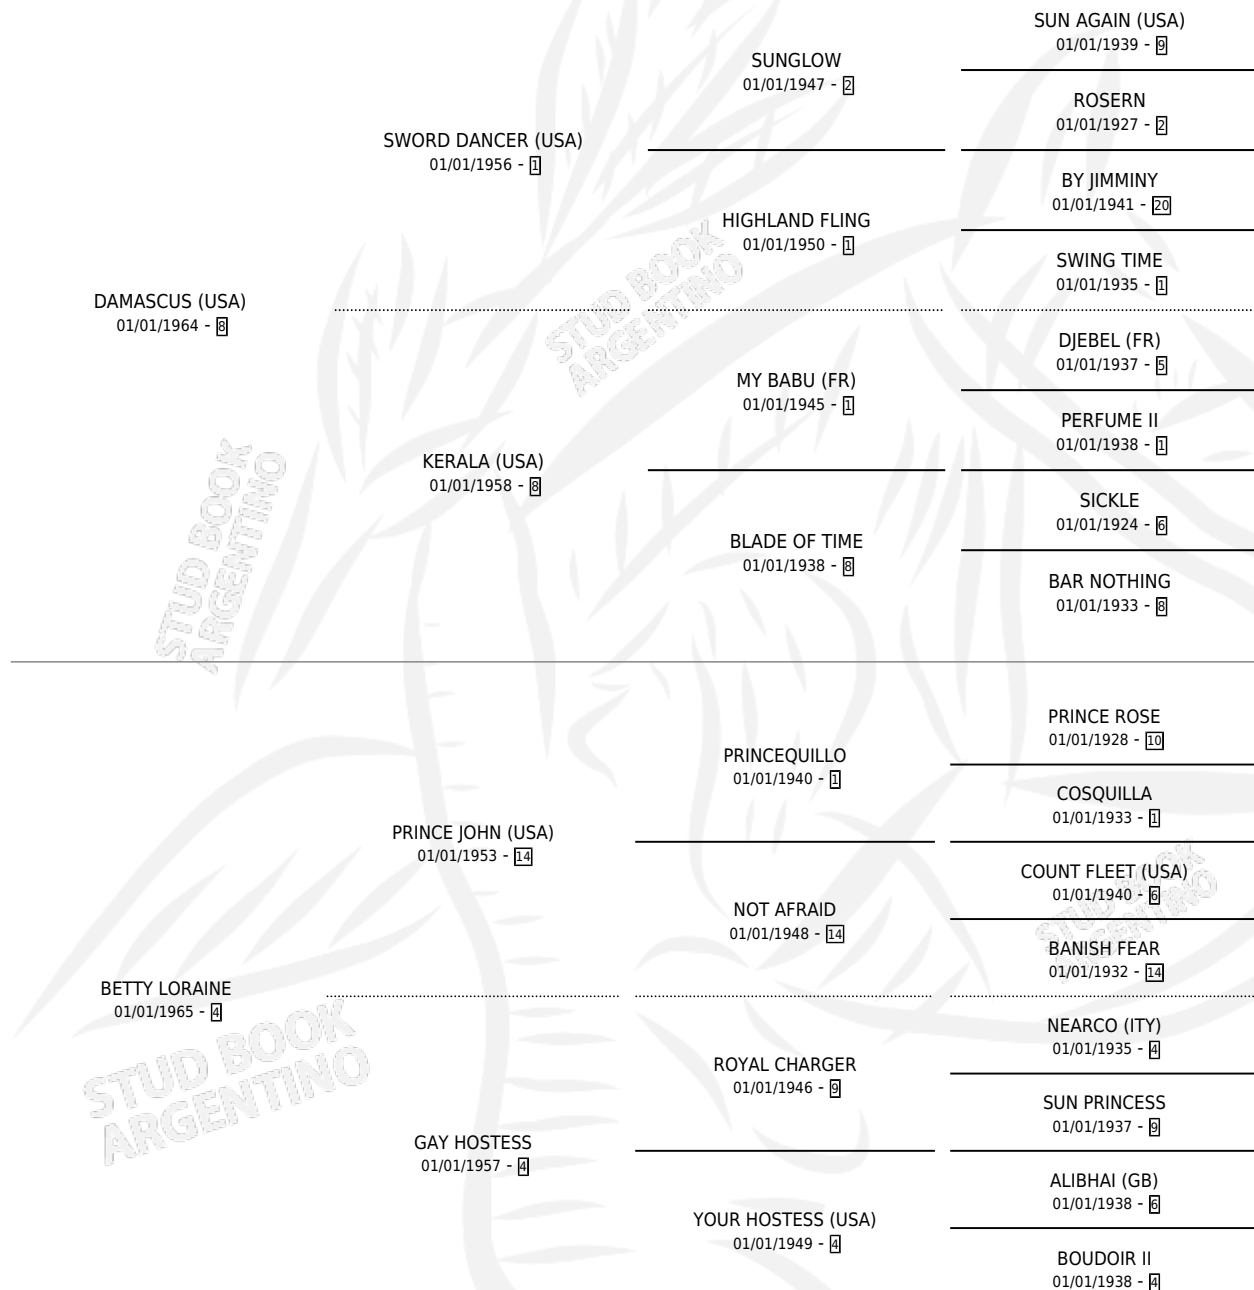 SUN AGAIN (USA)
01/01/1939 - 9
SUNGLOW
01/01/1947 - 2
ROSERN
01/01/1927 - 2
SWORD DANCER (USA)
01/01/1956 - 1
BY JIMMINY
01/01/1941 - 20
HIGHLAND FLING
01/01/1950 - 1
SWING TIME
01/01/1935 - 1
DAMASCUS (USA)
01/01/1964 - 8
STUD BOOK
ARGENTINO
DJEBEL (FR)
01/01/1937 - 5
MY BABU (FR)
01/01/1945 - 1
PERFUME II
01/01/1938 - 1
KERALA (USA)
01/01/1958 - 8
SICKLE
01/01/1924 - 6
BLADE OF TIME
01/01/1938 - 8
BAR NOTHING
01/01/1933 - 8
STUD BOOK
ARGENTINO
PRINCE ROSE
01/01/1928 - 10
PRINCEQUILLO
01/01/1940 - 1
COSQUILLA
01/01/1933 - 1
PRINCE JOHN (USA)
01/01/1953 - 14
COUNT FLEET (USA)
01/01/1940 - 6
STUD BOOK
ARGENTINO
NOT AFRAID
01/01/1948 - 14
BANISH FEAR
01/01/1932 - 14
BETTY LORAINE
01/01/1965 - 4
STUD BOOK
ARGENTINO
NEARCO (ITY)
01/01/1935 - 4
ROYAL CHARGER
01/01/1946 - 9
SUN PRINCESS
01/01/1937 - 9
GAY HOSTESS
01/01/1957 - 4
ALIBHAI (GB)
01/01/1938 - 6
YOUR HOSTESS (USA)
01/01/1949 - 4
BOUDOIR II
01/01/1938 - 4